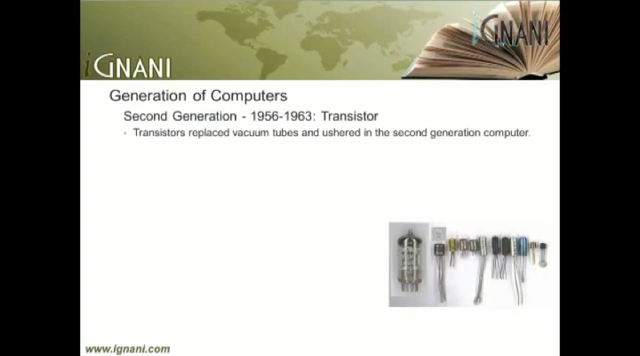 iGNANI
iGNANI
Generation of Computers
Second Generation - 1956-1963: Transistor
· Transistors replaced vacuum tubes and ushered in the second generation computer.
www.ignani.com